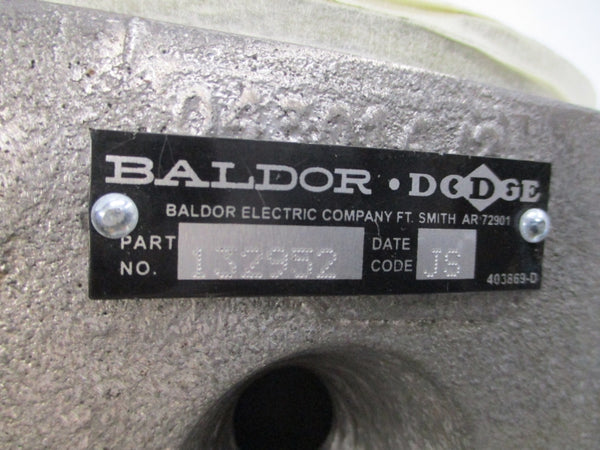 BALDOR • DODGE
BALDOR ELECTRIC COMPANY FT. SMITH AR 72901
PART NO. 132952 DATE CODE JS
403869-D